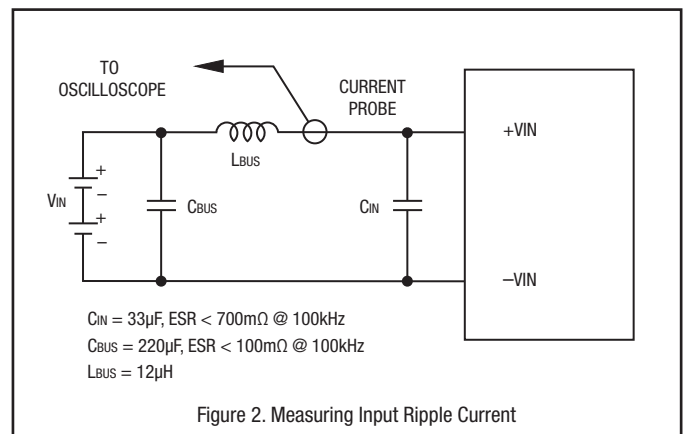 TO
OSCILLOSCOPE
CURRENT
PROBE
+VIN
LBUS
+
VIN
–
+
–
CBUS
CIN
–VIN
CIN = 33µF, ESR < 700mΩ @ 100kHz
CBUS = 220µF, ESR < 100mΩ @ 100kHz
LBUS = 12µH
Figure 2. Measuring Input Ripple Current